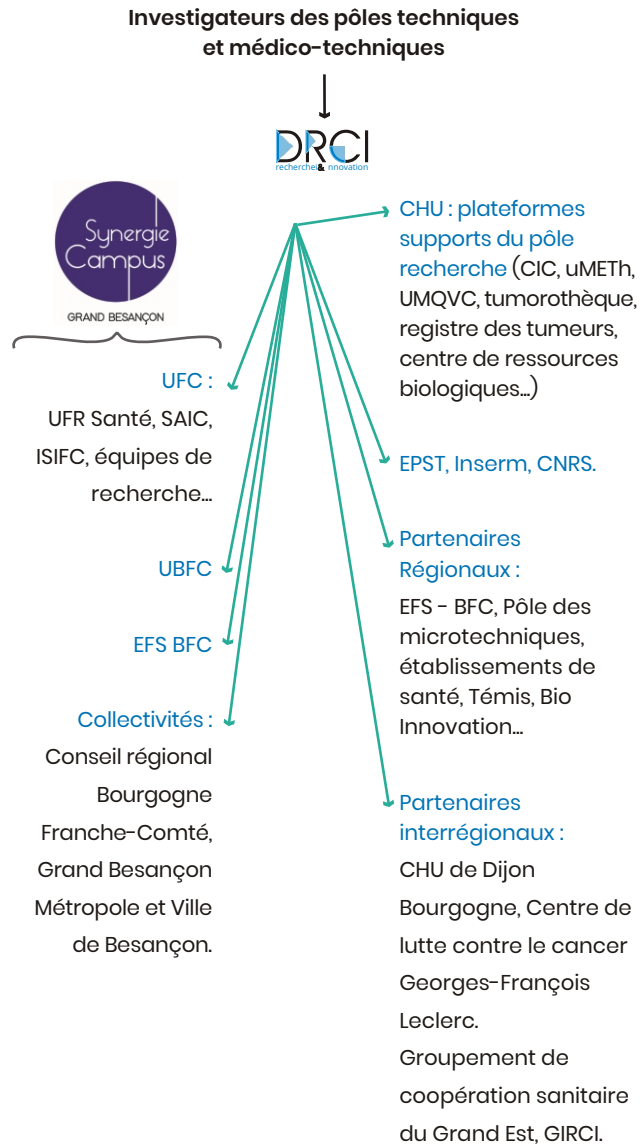 Investigateurs des pôles techniques
et médico-techniques
DRCI
recherche& nnovation
Synergie
Campus
GRAND BESANÇON
UFC :
UFR Santé, SAIC,
ISIFC, équipes de
recherche...
UBFC
EFS BFC
Collectivités :
Conseil régional
Bourgogne
Franche-Comté,
Grand Besançon
Métropole et Ville
de Besançon.
CHU : plateformes
supports du pôle
recherche (CIC, uMETh,
UMQVC, tumorothèque,
registre des tumeurs,
centre de ressources
biologiques...)
EPST, Inserm, CNRS.
Partenaires
Régionaux :
EFS - BFC, Pôle des
microtechniques,
établissements de
santé, Témis, Bio
Innovation...
Partenaires
interrégionaux :
CHU de Dijon
Bourgogne, Centre de
lutte contre le cancer
Georges-François
Leclerc.
Groupement de
coopération sanitaire
du Grand Est, GIRCI.